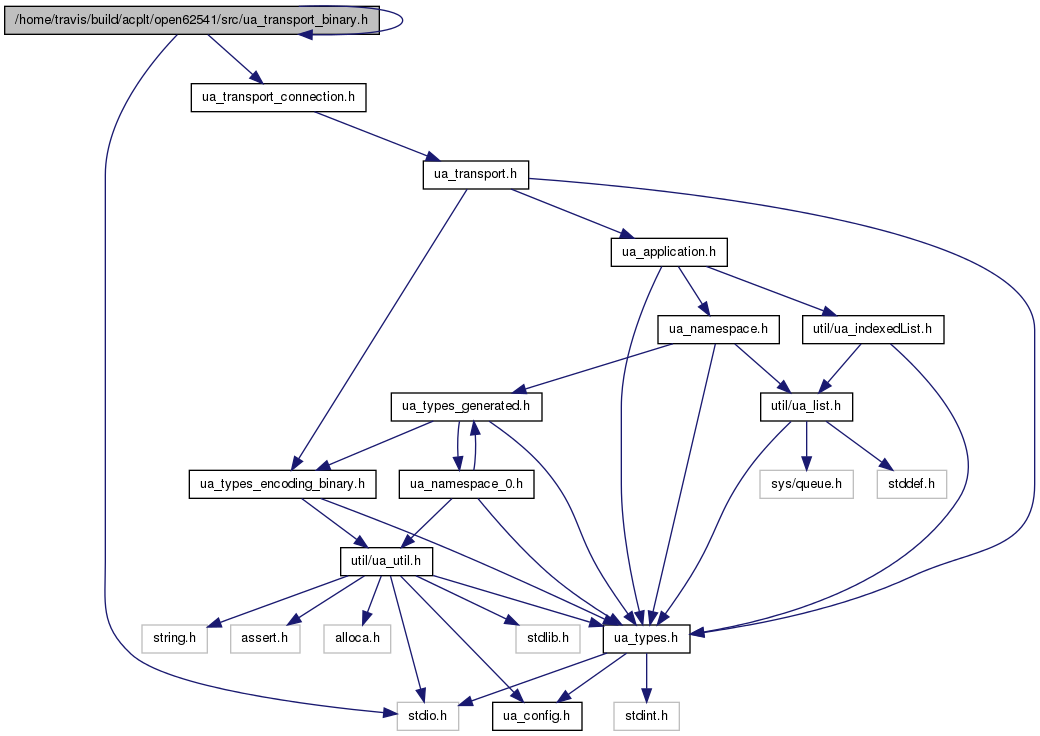 /home/travis/build/acplt/open62541/src/ua_transport_binary.h
ua_transport_connection.h
ua_transport.h
ua_application.h
ua_namespace.h
util/ua_indexedList.h
ua_types_generated.h
util/ua_list.h
ua_types_encoding_binary.h
ua_namespace_0.h
sys/queue.h
stddef.h
util/ua_util.h
string.h
assert.h
alloca.h
stdlib.h
ua_types.h
stdio.h
ua_config.h
stdint.h